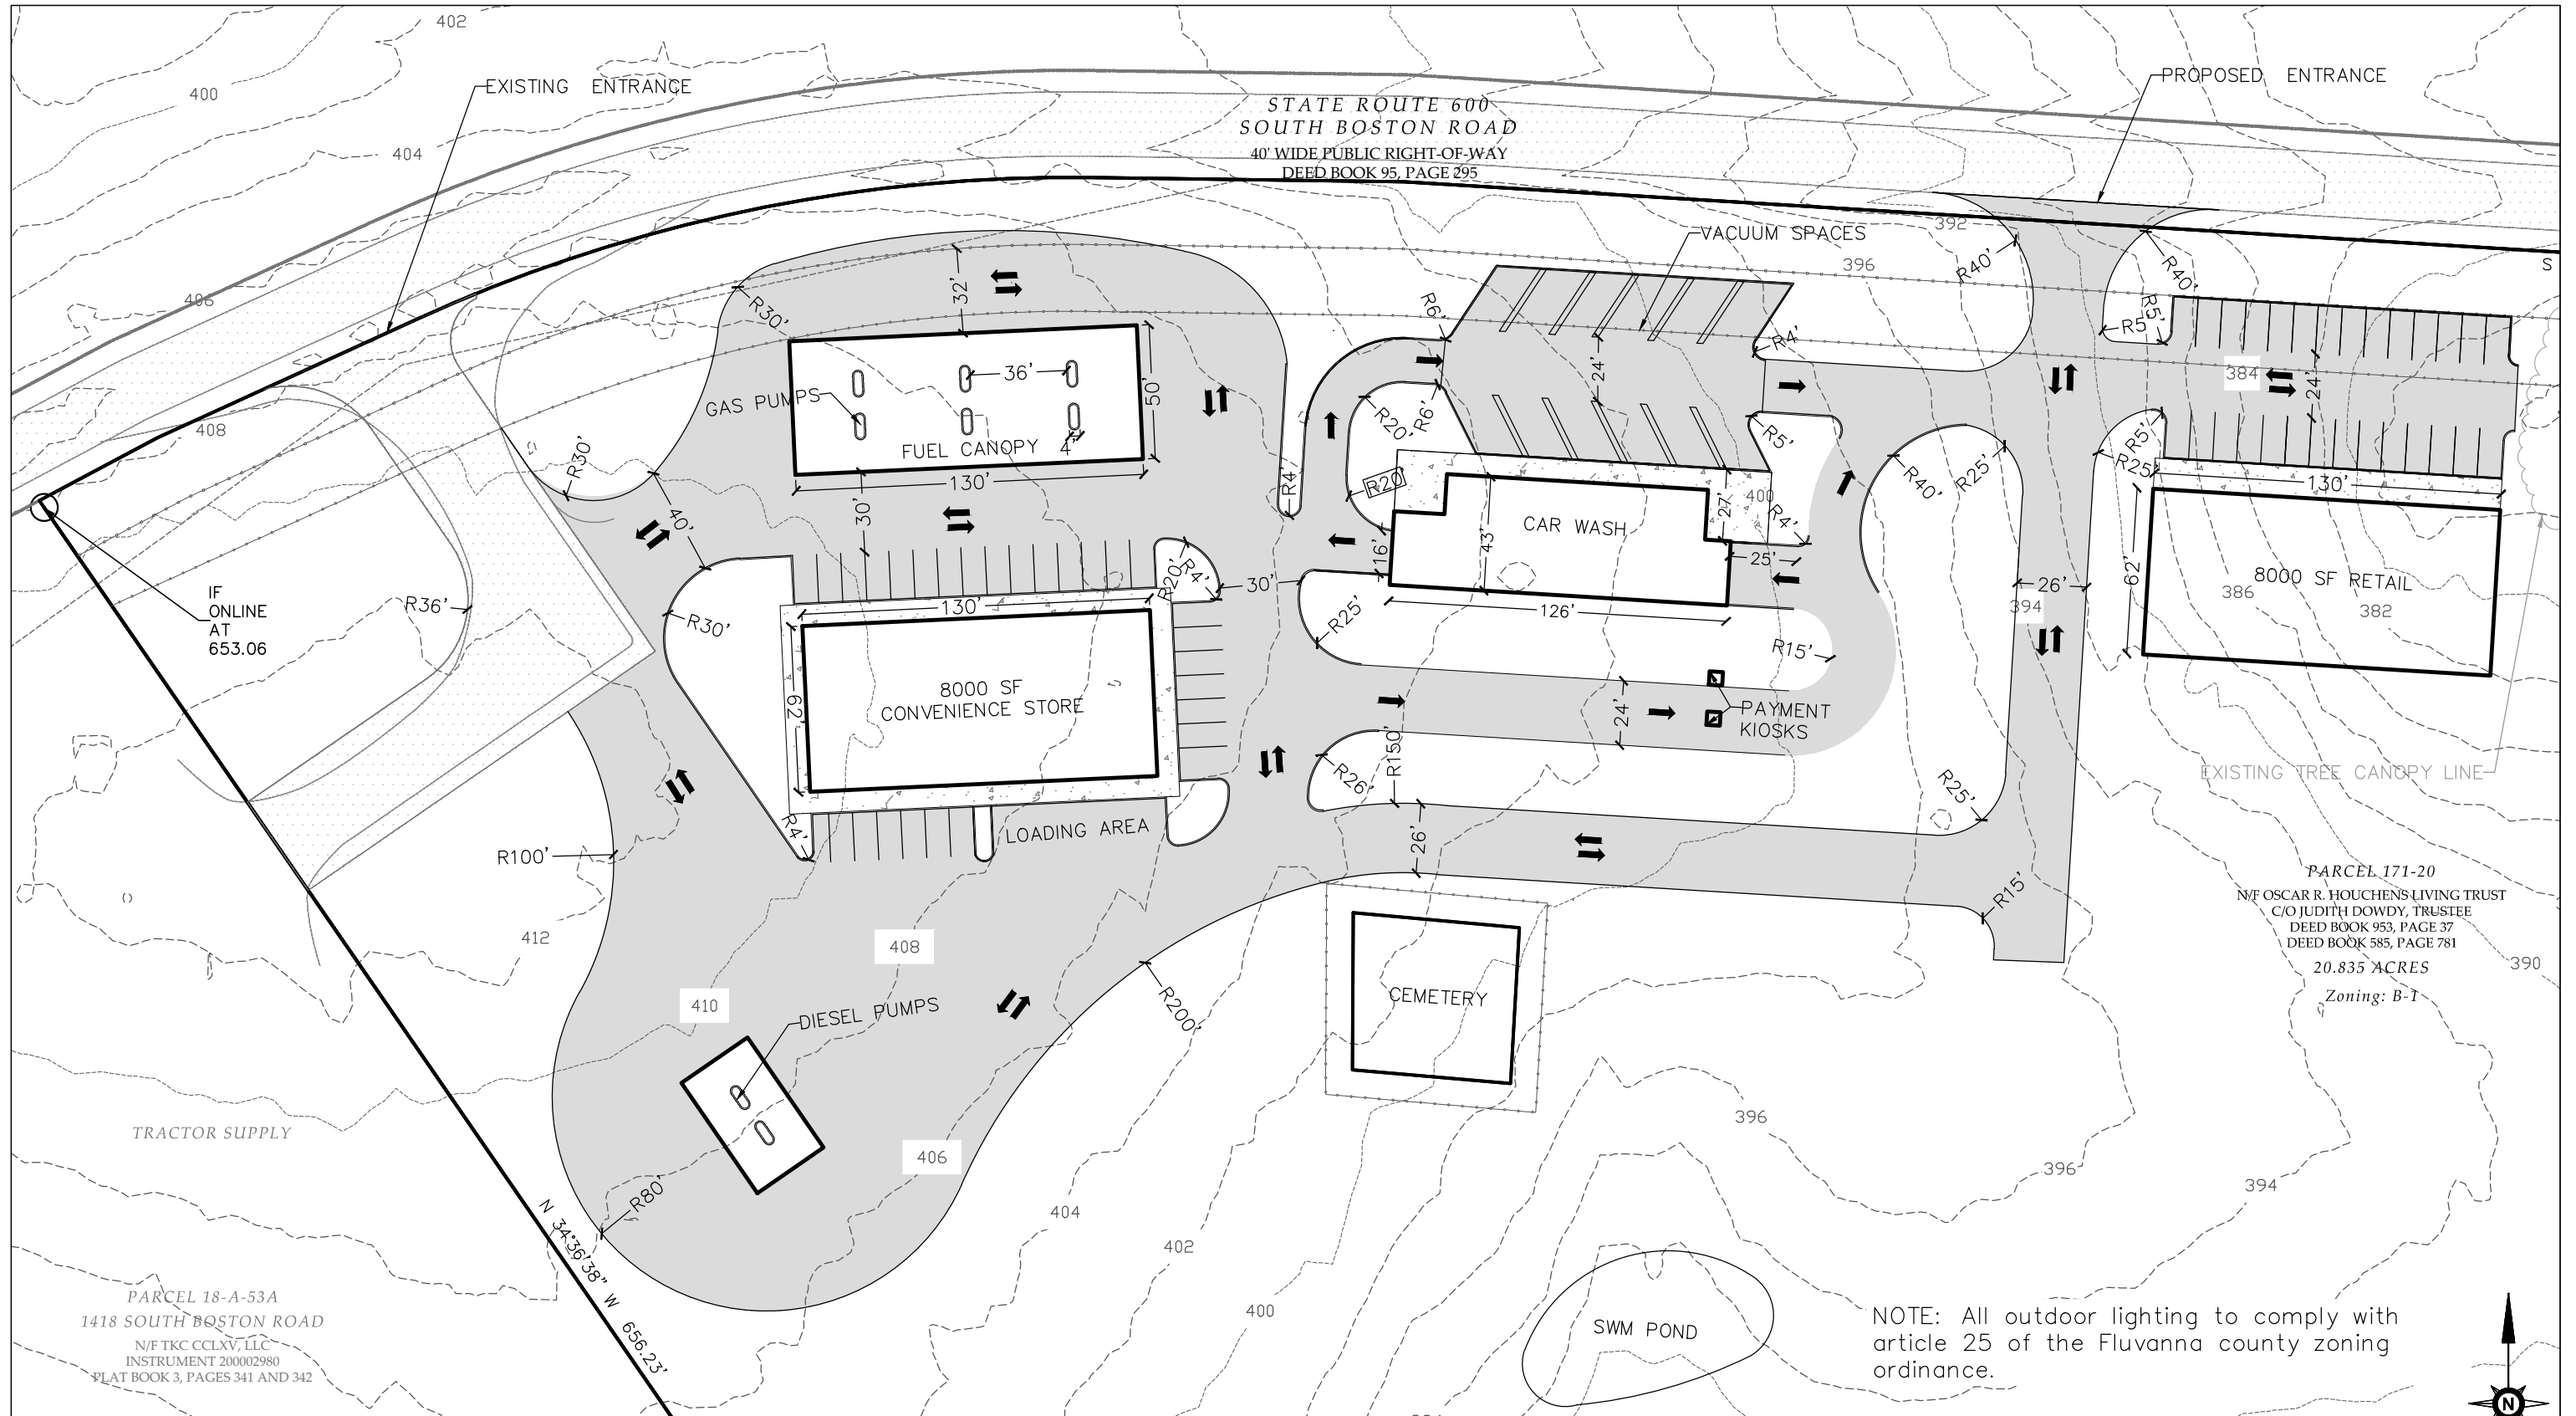 402
EXISTING ENTRANCE
PROPOSED ENTRANCE
400
STATE ROUTE 600
SOUTH BOSTON ROAD
40' WIDE PUBLIC RIGHT-OF-WAY
DEED BOOK 95, PAGE 295
404
392
VACUUM SPACES
396
R40'
R40'
S
406
32'
R30'
R6'
R5'
R5'
R4'
36'
24'
384
24'
GAS PUMPS
50'
R20'
R6'
FUEL CANOPY
4'
408
R30'
R5'
R40'
R25'
R5'
R25'
130'
130'
R4'
R20'
400
40'
30'
27'
R4'
CAR WASH
43'
16'
25'
IF
ONLINE
AT
653.06
R36'
R30'
130'
R20'
R4'
30'
126'
R25'
R15'
26'
394
62'
8000 SF RETAIL
386
382
62'
8000 SF
CONVENIENCE STORE
24'
PAYMENT
KIOSKS
R150'
R26'
R25'
EXISTING TREE CANOPY LINE
R4'
LOADING AREA
26'
R100'
R15'
PARCEL 171-20
N/F OSCAR R. HOUCHENS LIVING TRUST
C/O JUDITH DOWDY, TRUSTEE
DEED BOOK 953, PAGE 37
DEED BOOK 585, PAGE 781
20.835 ACRES
Zoning: B-1
412
408
390
410
DIESEL PUMPS
R200'
CEMETERY
TRACTOR SUPPLY
396
406
396
394
R80'
404
402
N 34°36'38" W 656.23'
400
PARCEL 18-A-53A
1418 SOUTH BOSTON ROAD
N/F TKC CCLXV, LLC
INSTRUMENT 200002980
PLAT BOOK 3, PAGES 341 AND 342
SWM POND
NOTE: All outdoor lighting to comply with
article 25 of the Fluvanna county zoning
ordinance.
N